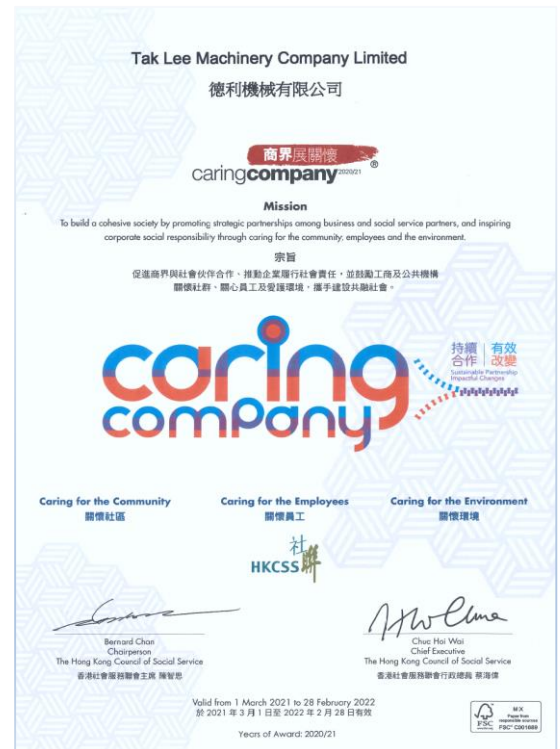 Tak Lee Machinery Company Limited
德利機械有限公司
商界展關懷
caringcompany 2020/21 ®
Mission
To build a cohesive society by promoting strategic partnerships among business and social service partners, and inspiring
corporate social responsibility through caring for the community, employees and the environment.
宗旨
促進商界與社會伙伴合作、推動企業履行社會責任，並鼓勵工商及公共機構
關懷社群、關心員工及愛護環境，攜手建設共融社會。
caring
company
持續合作 有效改變
Sustainable Partnership
Impactful Changes
Caring for the Community Caring for the Employees Caring for the Environment
關懷社區 關懷員工 關懷環境
HKCSS 社聯
Bernard Chan
Chairperson
The Hong Kong Council of Social Service
香港社會服務聯會主席 陳智思
Chua Hoi Wai
Chief Executive
The Hong Kong Council of Social Service
香港社會服務聯會行政總裁 蔡海偉
Valid from 1 March 2021 to 28 February 2022
於 2021 年 3 月 1 日至 2022 年 2 月 28 日有效
Years of Award: 2020/21
FSC
MIX
Paper from
responsible sources
FSC® C001689